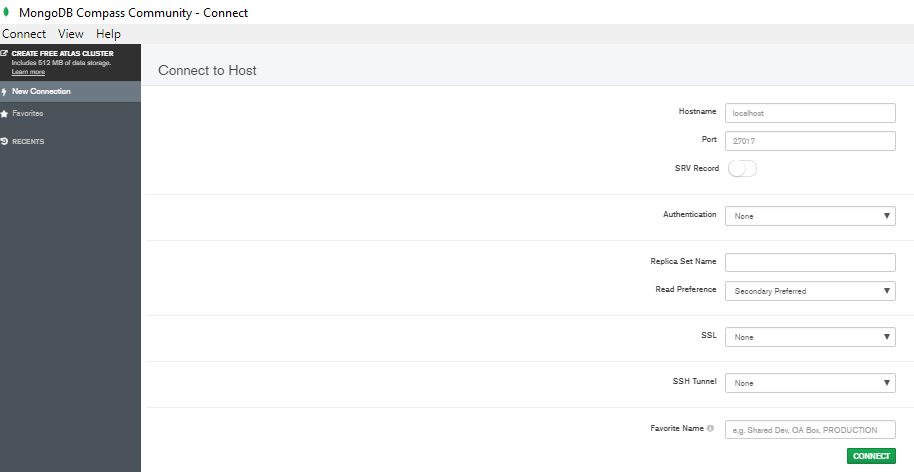 MongoDB Compass Community - Connect
Connect View Help
CREATE FREE ATLAS CLUSTER
Includes 512 MB of data storage.
Learn more
New Connection
Favorites
RECENTS
Connect to Host
Hostname localhost
Port 27017
SRV Record
Authentication None
Replica Set Name
Read Preference Secondary Preferred
SSL None
SSH Tunnel None
Favorite Name e.g. Shared Dev, QA Box, PRODUCTION
CONNECT